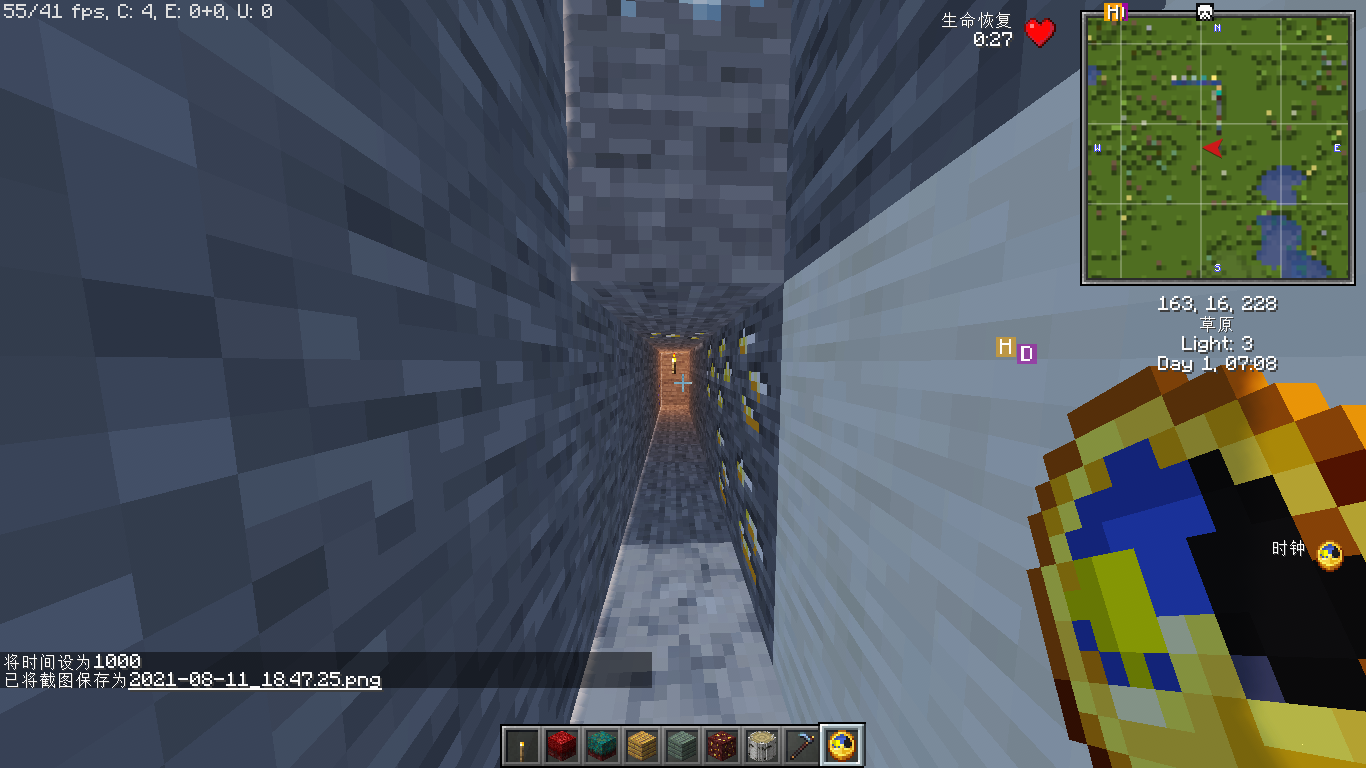 55/41 fps, C: 4, E: 0+0, U: 0
生命恢复
0:27
H
N
W
E
S
163, 16, 228
草原
Light: 3
Day 1, 07:08
H
D
时钟
将时间设为1000
已将截图保存为2021-08-11_18.47.25.png